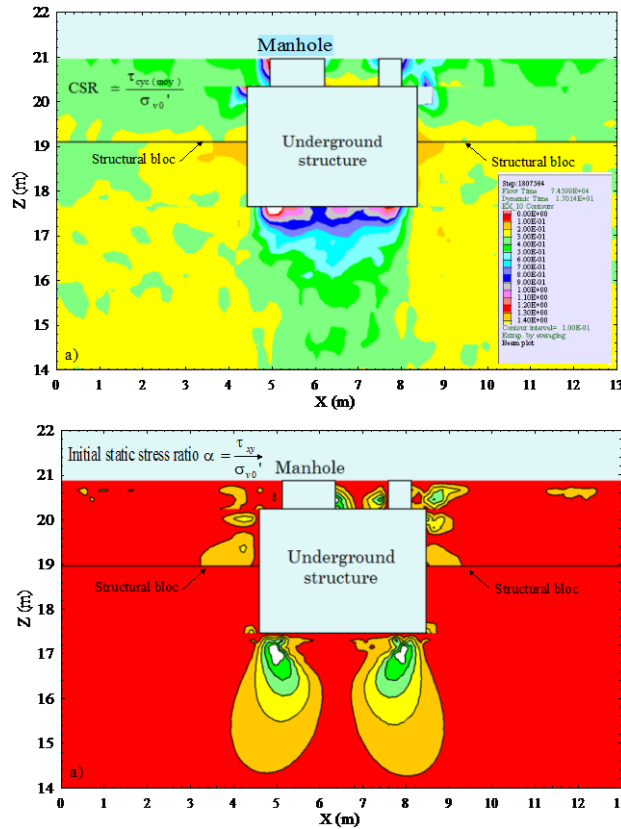 22
21
20
19
18
17
16
15
14
Z (m)
Manhole
CSR = τcyc (moy) / σv0'
Underground
structure
Structural bloc
Structural bloc
Step:1807564
Flow Time 7.4599E+04
Dynamic Time 1.7014E+01
EX_10 Contours
0.00E+00
1.00E-01
2.00E-01
3.00E-01
4.00E-01
5.00E-01
6.00E-01
7.00E-01
8.00E-01
9.00E-01
1.00E+00
1.10E+00
1.20E+00
1.30E+00
1.40E+00
Contour interval= 1.00E-01
Extrap. by averaging
Beam plot
a)
0 1 2 3 4 5 6 7 8 9 10 11 12 13
X (m)
22
21
20
19
18
17
16
15
14
Z (m)
Initial static stress ratio α = τxy / σv0'
Manhole
Underground
structure
Structural bloc
Structural bloc
a)
0 1 2 3 4 5 6 7 8 9 10 11 12 13
X (m)